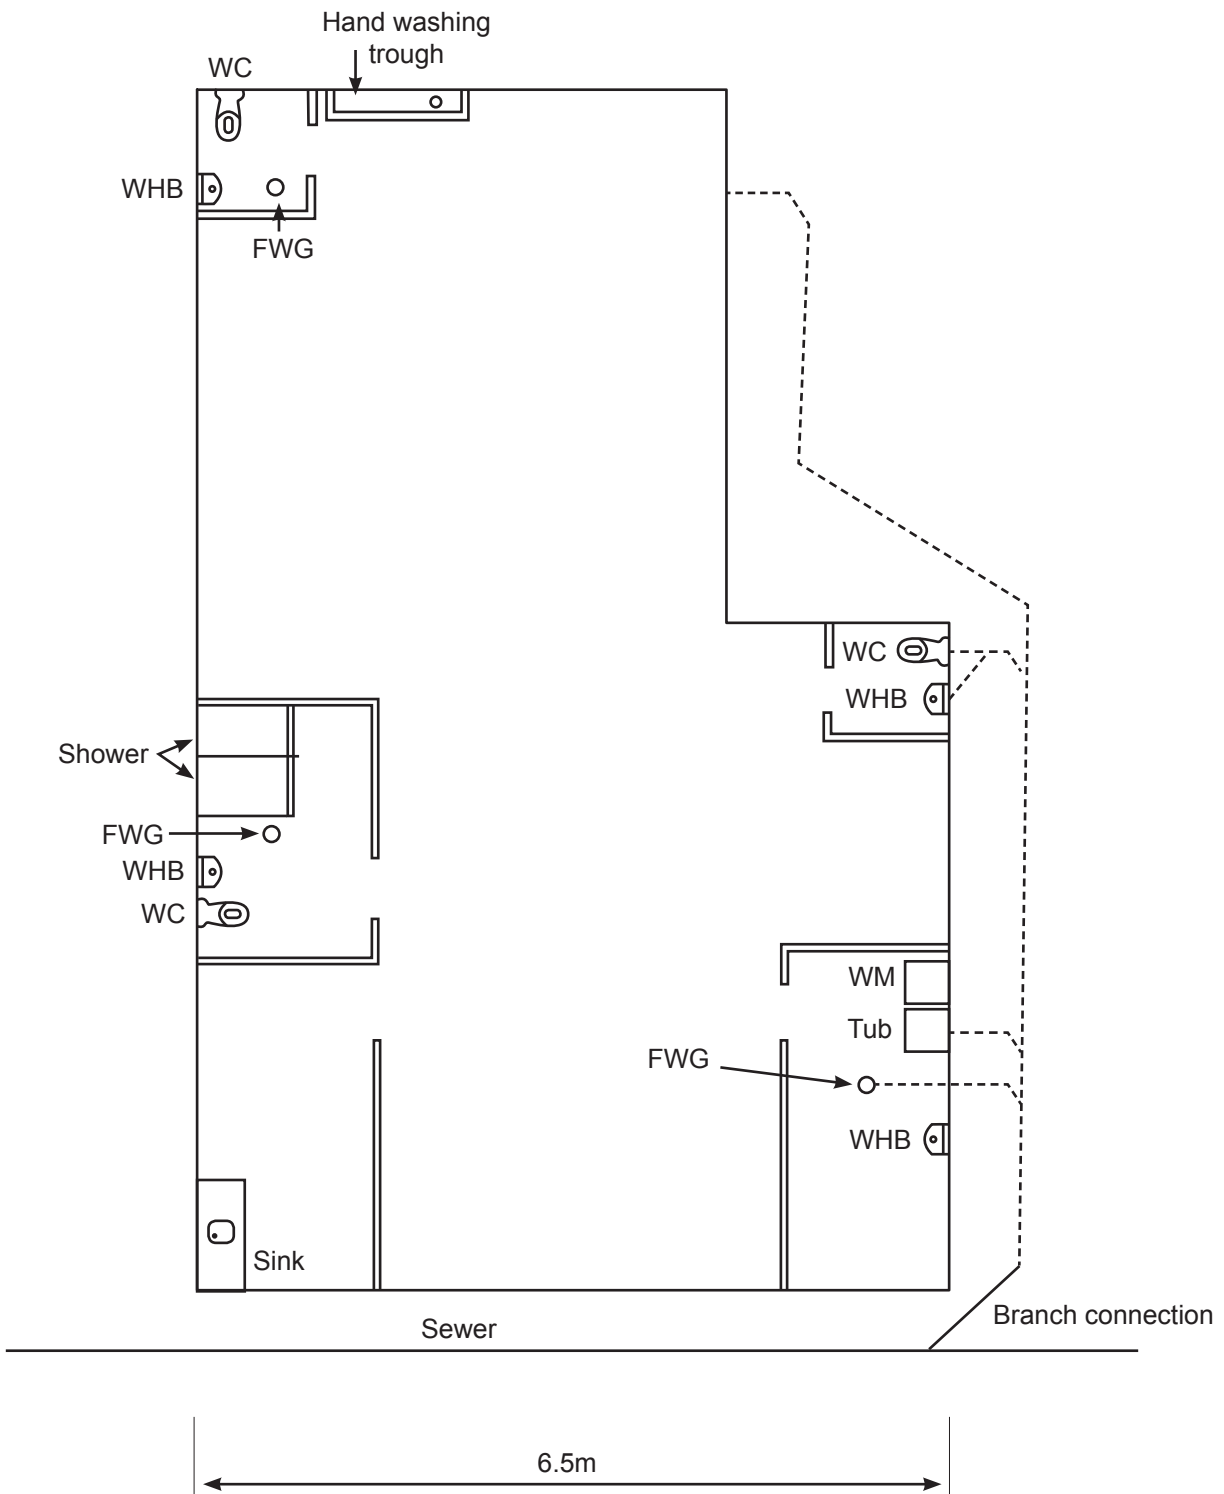 Hand washing
trough
WC
WHB
FWG
WC
WHB
Shower
FWG
WHB
WC
WM
Tub
FWG
WHB
Sink
Branch connection
Sewer
6.5m